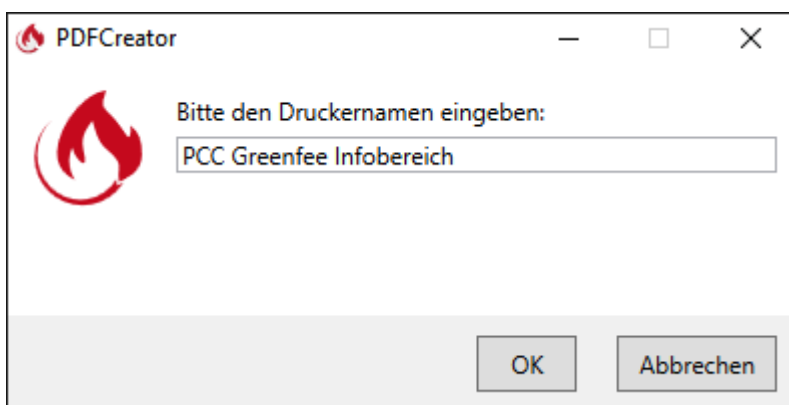 PDFCreator
Bitte den Druckernamen eingeben:
PCC Greenfee Infobereich
OK
Abbrechen